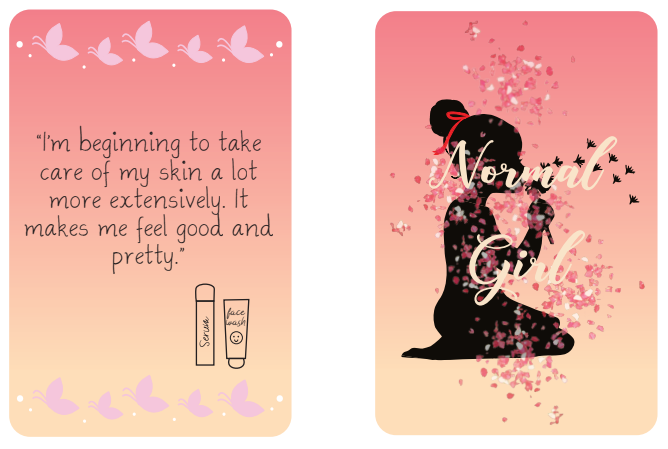 “I'm beginning to take
care of my skin a lot
more extensively. It
makes me feel good and
pretty.”
Serum
face
wash
Normal
Girl